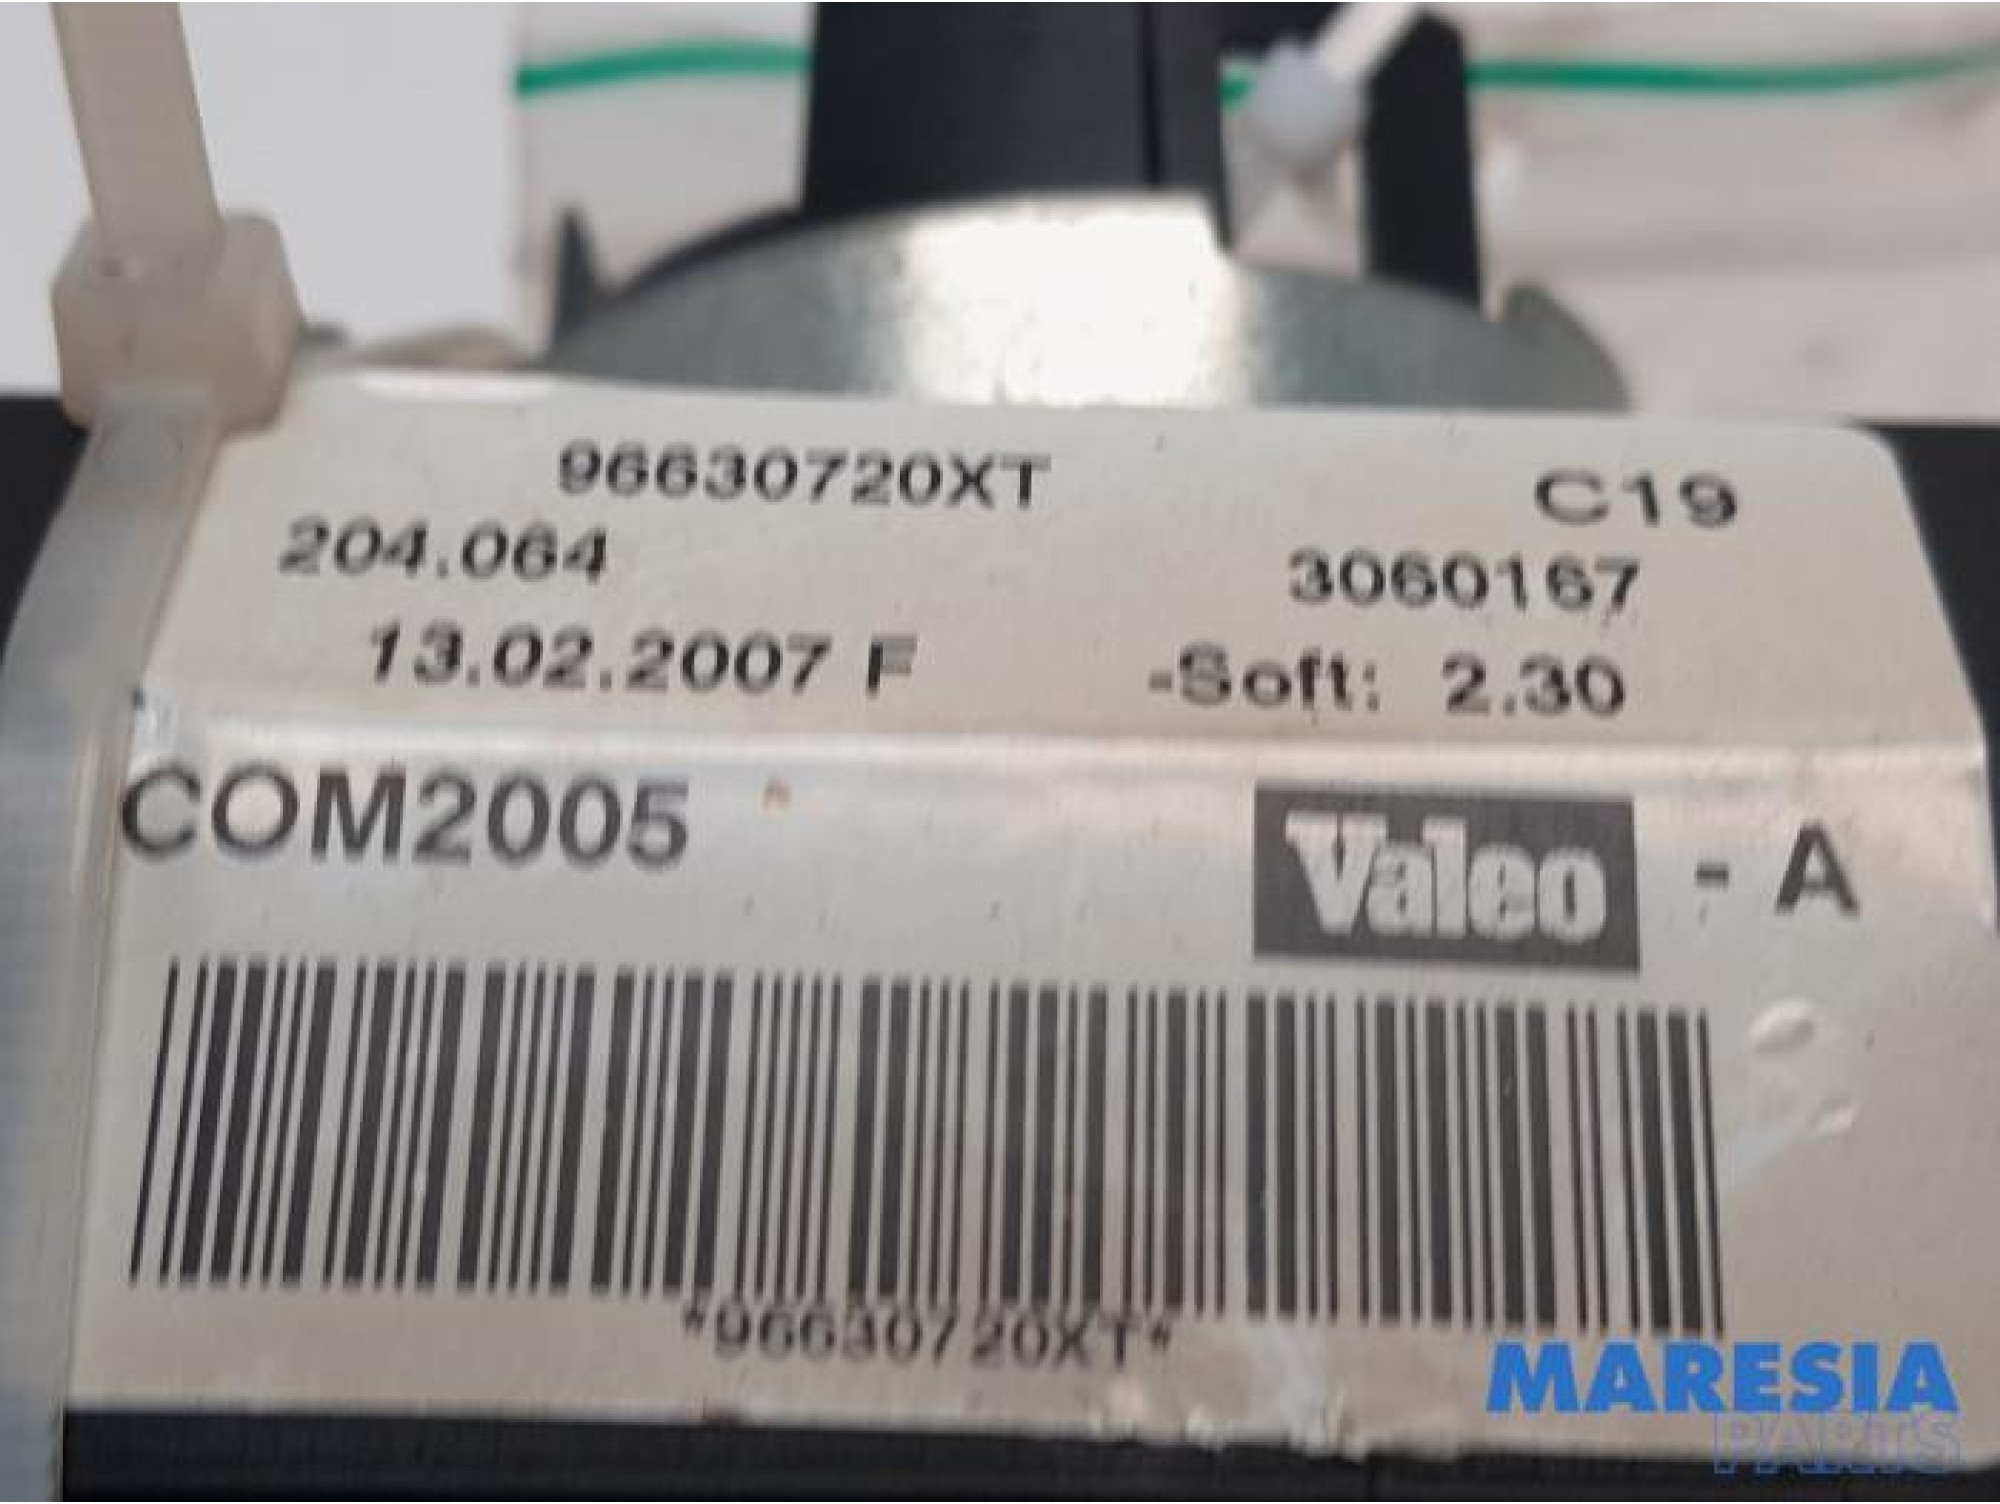 96630720XT C19
204.064 3060167
13.02.2007 F -Soft: 2.30
COM2005 Valeo - A
*96630720XT*
MARESIA
PARTS